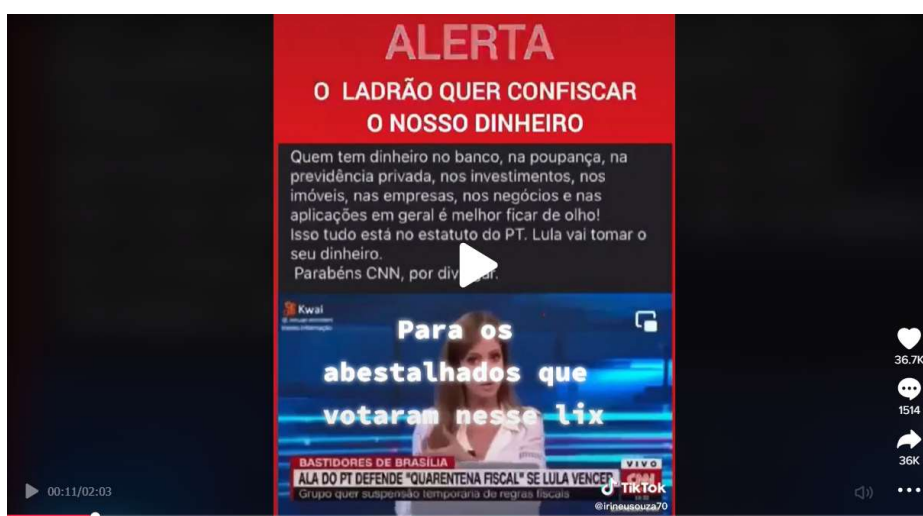 ALERTA
O LADRÃO QUER CONFISCAR
O NOSSO DINHEIRO
Quem tem dinheiro no banco, na poupança, na
previdência privada, nos investimentos, nos
imóveis, nas empresas, nos negócios e nas
aplicações em geral é melhor ficar de olho!
Isso tudo está no estatuto do PT. Lula vai tomar o
seu dinheiro.
Parabéns CNN, por
Kwai
Para os
abestalhados que
votaram nesse lix
BASTIDORES DE BRASÍLIA
VIVO
ALA DO PT DEFENDE "QUARENTENA FISCAL" SE LULA VENCER
CNN
Grupo quer suspensão temporária de regras fiscais
TikTok
@irineusouza70
00:11/02:03
36.7K
1514
36K